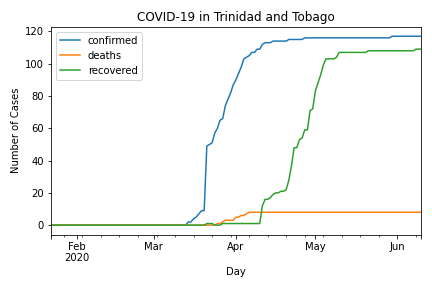 COVID-19 in Trinidad and Tobago
confirmed
deaths
recovered
120
100
80
60
40
20
0
Number of Cases
Feb
2020
Mar
Apr
May
Jun
Day